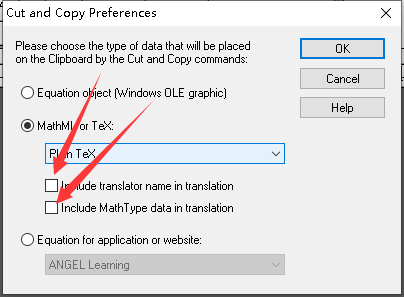 Cut and Copy Preferences
Please choose the type of data that will be placed
on the Clipboard by the Cut and Copy commands:
OK
Cancel
Help
Equation object (Windows OLE graphic)
MathML or TeX:
Plain TeX
Include translator name in translation
Include MathType data in translation
Equation for application or website:
ANGEL Learning